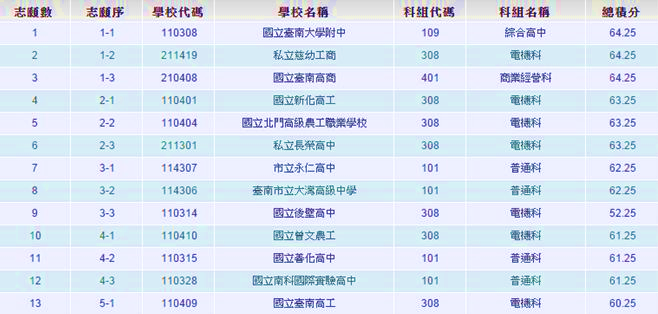 志願數 志願序 學校代碼 學校名稱 科組代碼 科組名稱 總積分
1 1-1 110308 國立臺南大學附中 109 綜合高中 64.25
2 1-2 211419 私立慈幼工商 308 電機科 64.25
3 1-3 210408 國立臺南高商 401 商業經營科 64.25
4 2-1 110401 國立新化高工 308 電機科 63.25
5 2-2 110404 國立北門高級農工職業學校 308 電機科 63.25
6 2-3 211301 私立長榮高中 308 電機科 63.25
7 3-1 114307 市立永仁高中 101 普通科 62.25
8 3-2 114306 臺南市立大灣高級中學 101 普通科 62.25
9 3-3 110314 國立後壁高中 308 電機科 52.25
10 4-1 110410 國立曾文農工 308 電機科 61.25
11 4-2 110315 國立善化高中 101 普通科 61.25
12 4-3 110328 國立南科國際實驗高中 101 普通科 61.25
13 5-1 110409 國立臺南高工 308 電機科 60.25